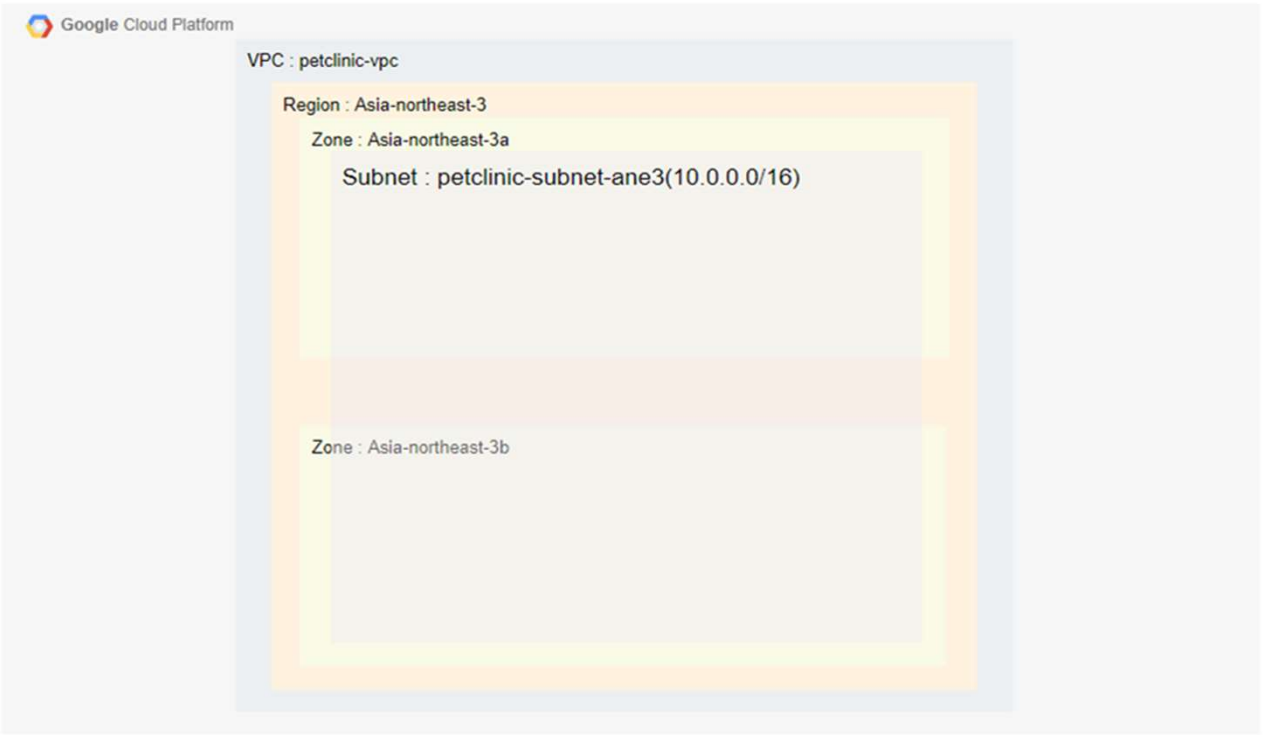 Google Cloud Platform
VPC : petclinic-vpc
Region : Asia-northeast-3
Zone : Asia-northeast-3a
Subnet : petclinic-subnet-ane3(10.0.0.0/16)
Zone : Asia-northeast-3b